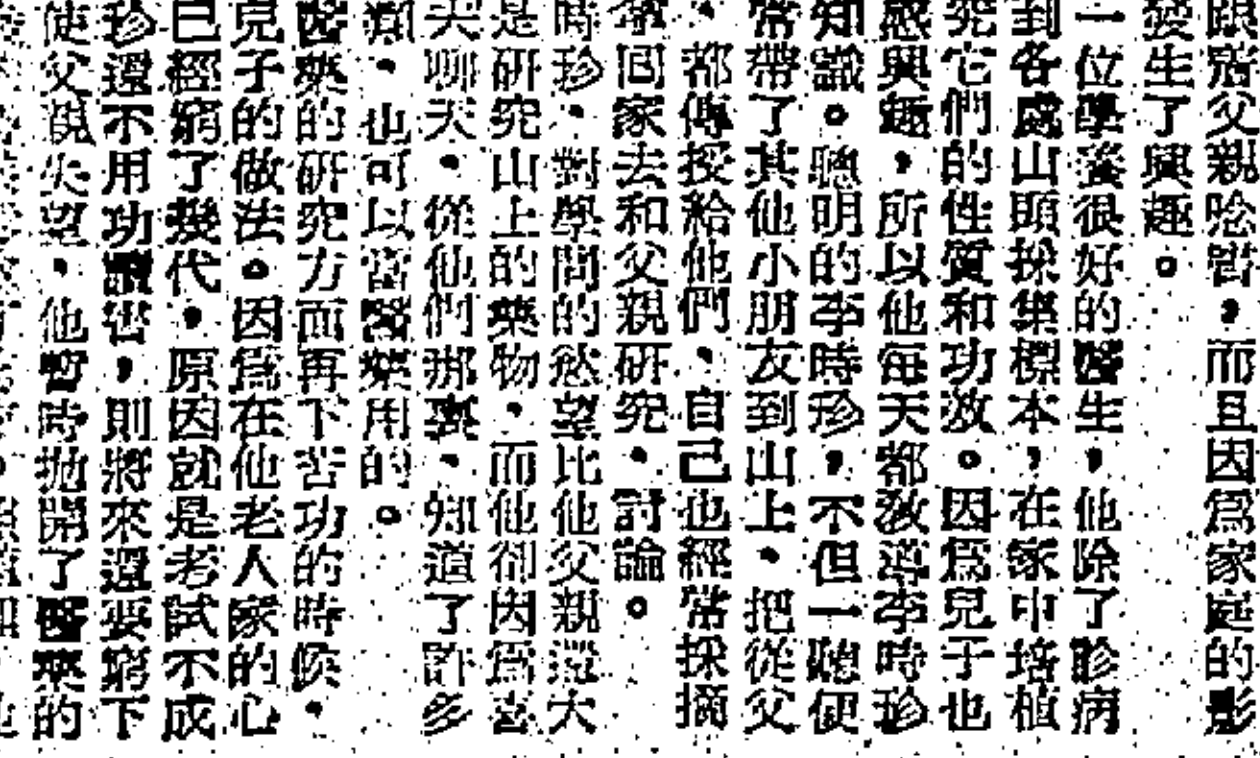 跟著父親唸書，而且因爲家庭的影
發生了興趣。
一位學養很好的醫生，他除了診病
到各處山頭採集標本，在家中培植
究它們的性質和功效。因爲兒子也
感興趣，所以他每天都教導李時珍
知識。聰明的李時珍，不但一聽便
常帶了其他小朋友到山上，把從父
，都傳授給他們，自己也經常採摘
拿回家去和父親研究、討論。
時珍，對學問的慾望比他父親還大
是研究山上的藥物，而他卻因爲喜
天聊天，從他們那裏，知道了許多
類，也可以當醫藥用的。
醫藥的研究力而再下苦功的時候，
兒子的做法。因爲在他老人家的心
已經窮了幾代，原因就是老試不成
珍還不用功讀書，則將來還要窮下
使父親失望，他暫時拋開了醫藥的